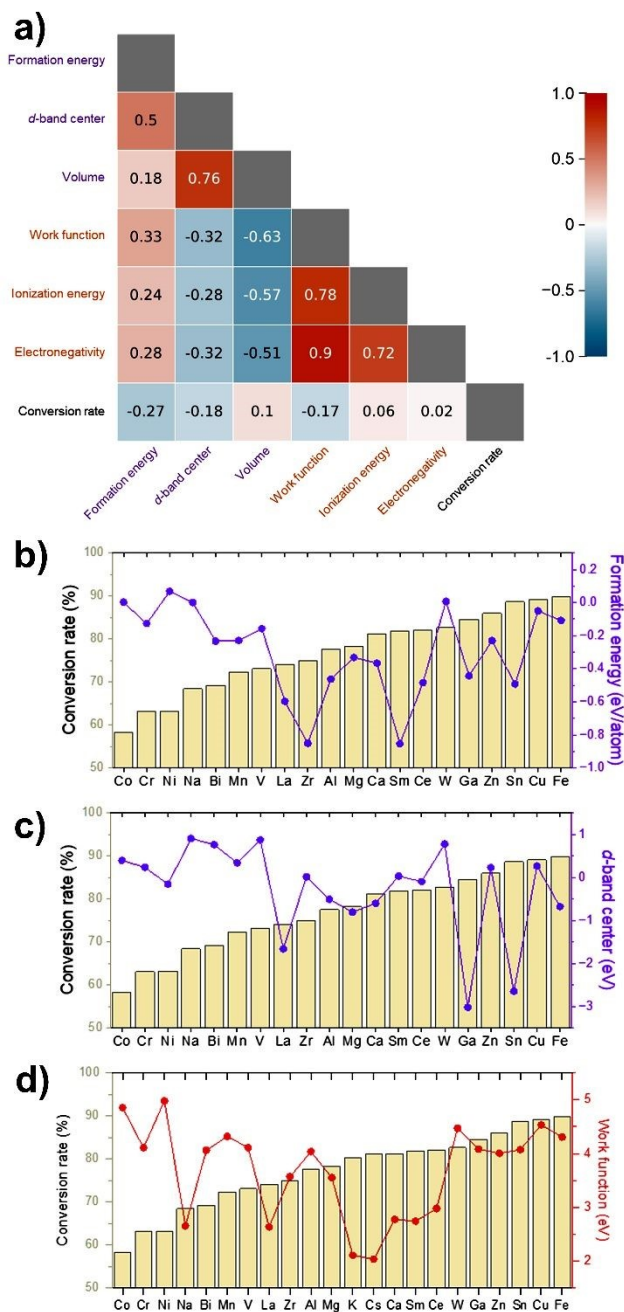 a)
Formation energy
d-band center
0.5
Volume
0.18 0.76
Work function
0.33 -0.32 -0.63
Ionization energy
0.24 -0.28 -0.57 0.78
Electronegativity
0.28 -0.32 -0.51 0.9 0.72
Conversion rate
-0.27 -0.18 0.1 -0.17 0.06 0.02
Formation energy
d-band center
Volume
Work function
Ionization energy
Electronegativity
Conversion rate
1.0
0.5
0
−0.5
-1.0
b)
Conversion rate (%)
100
90
80
70
60
50
Co Cr Ni Na Bi Mn V La Zr Al Mg Ca Sm Ce W Ga Zn Sn Cu Fe
0.2
0.0
−0.2
−0.4
−0.6
−0.8
−1.0
Formation energy
(eV/atom)
c)
Conversion rate (%)
100
90
80
70
60
50
Co Cr Ni Na Bi Mn V La Zr Al Mg Ca Sm Ce W Ga Zn Sn Cu Fe
1
0
−1
−2
−3
d-band center
(eV)
d)
Conversion rate (%)
100
90
80
70
60
50
Co Cr Ni Na Bi Mn V La Zr Al Mg K Cs Ca Sm Ce W Ga Zn Sn Cu Fe
5
4
3
2
Work function
(eV)